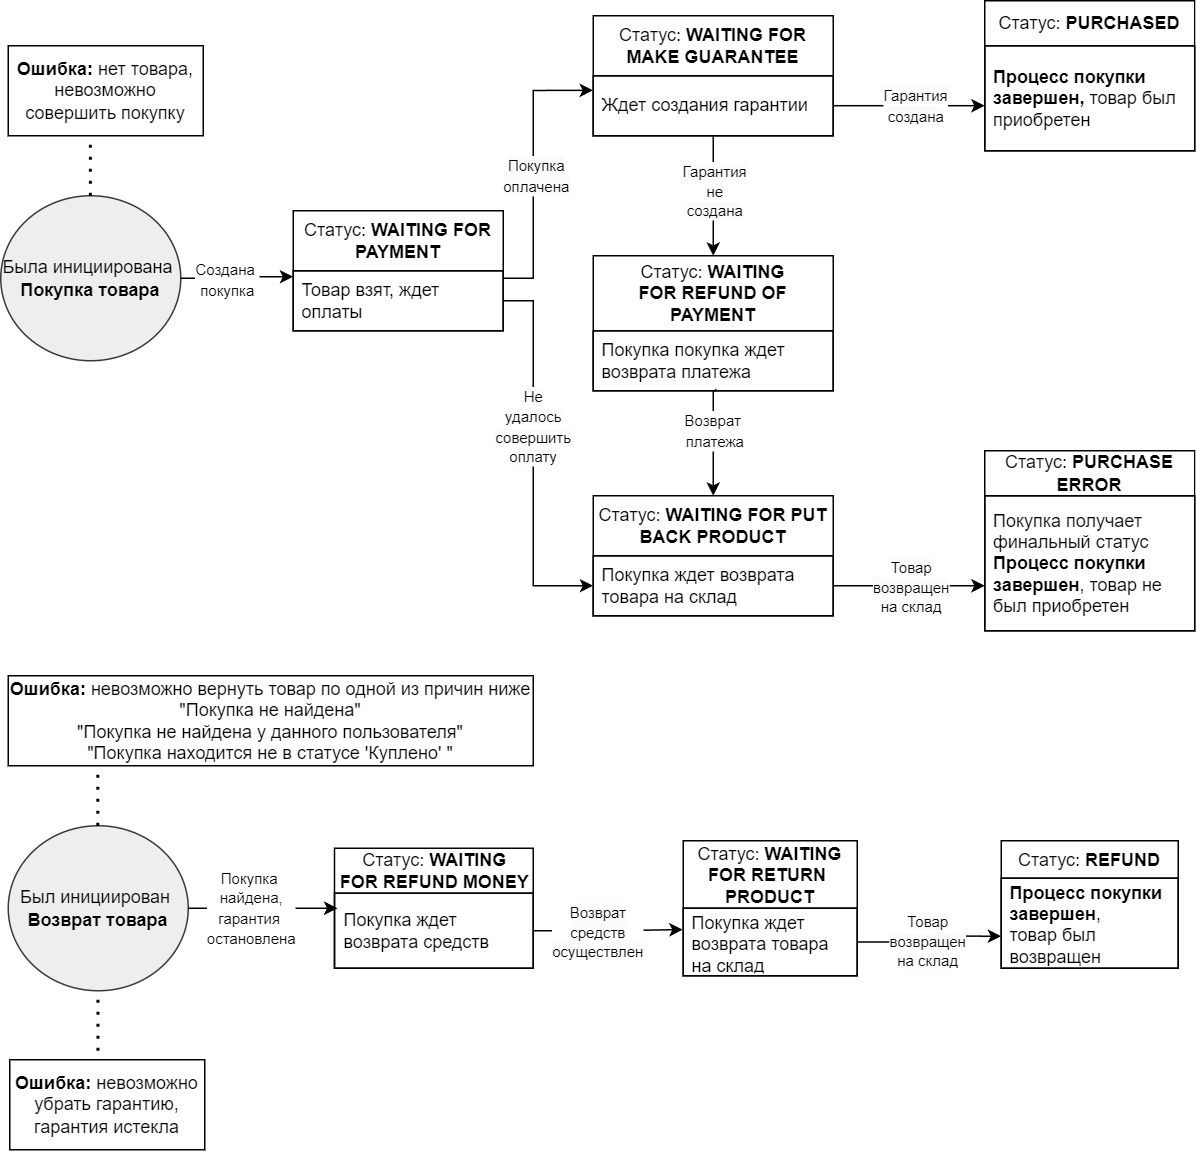 Ошибка: нет товара,
невозможно
совершить покупку
Была инициирована
Покупка товара
Создана
покупка
Статус: WAITING FOR
PAYMENT
Товар взят, ждет
оплаты
Покупка
оплачена
Не
удалось
совершить
оплату
Статус: WAITING FOR
MAKE GUARANTEE
Ждет создания гарантии
Гарантия
создана
Статус: PURCHASED
Процесс покупки
завершен, товар был
приобретен
Гарантия
не
создана
Статус: WAITING
FOR REFUND OF
PAYMENT
Покупка покупка ждет
возврата платежа
Возврат
платежа
Статус: WAITING FOR PUT
BACK PRODUCT
Покупка ждет возврата
товара на склад
Товар
возвращен
на склад
Статус: PURCHASE
ERROR
Покупка получает
финальный статус
Процесс покупки
завершен, товар не
был приобретен
Ошибка: невозможно вернуть товар по одной из причин ниже
"Покупка не найдена"
"Покупка не найдена у данного пользователя"
"Покупка находится не в статусе 'Куплено' "
Был инициирован
Возврат товара
Покупка
найдена,
гарантия
остановлена
Статус: WAITING
FOR REFUND MONEY
Покупка ждет
возврата средств
Возврат
средств
осуществлен
Статус: WAITING
FOR RETURN
PRODUCT
Покупка ждет
возврата товара
на склад
Товар
возвращен
на склад
Статус: REFUND
Процесс покупки
завершен,
товар был
возвращен
Ошибка: невозможно
убрать гарантию,
гарантия истекла